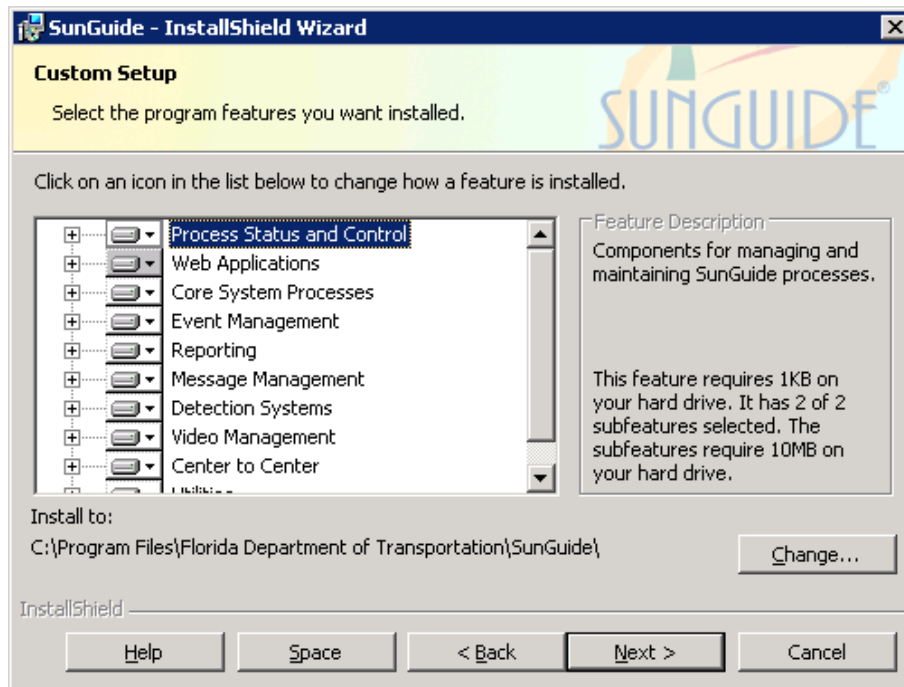 SunGuide - InstallShield Wizard
Custom Setup
Select the program features you want installed.
SUNGUIDE®
Click on an icon in the list below to change how a feature is installed.
Process Status and Control
Web Applications
Core System Processes
Event Management
Reporting
Message Management
Detection Systems
Video Management
Center to Center
Utilities
Feature Description
Components for managing and
maintaining SunGuide processes.
This feature requires 1KB on
your hard drive. It has 2 of 2
subfeatures selected. The
subfeatures require 10MB on
your hard drive.
Install to:
C:\Program Files\Florida Department of Transportation\SunGuide\
Change...
InstallShield
Help
Space
< Back
Next >
Cancel